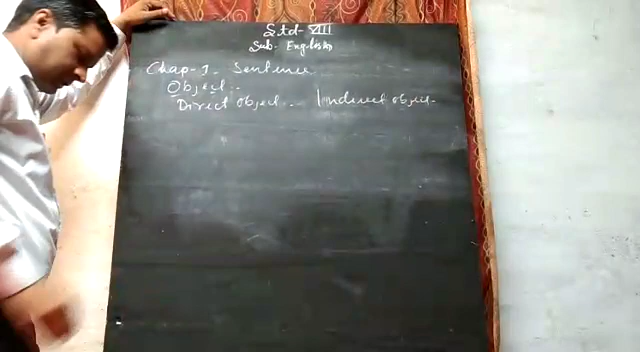 Std- VIII
Sub- English
Chap-1- Sentence
Object:-
Direct object:- Indirect object-